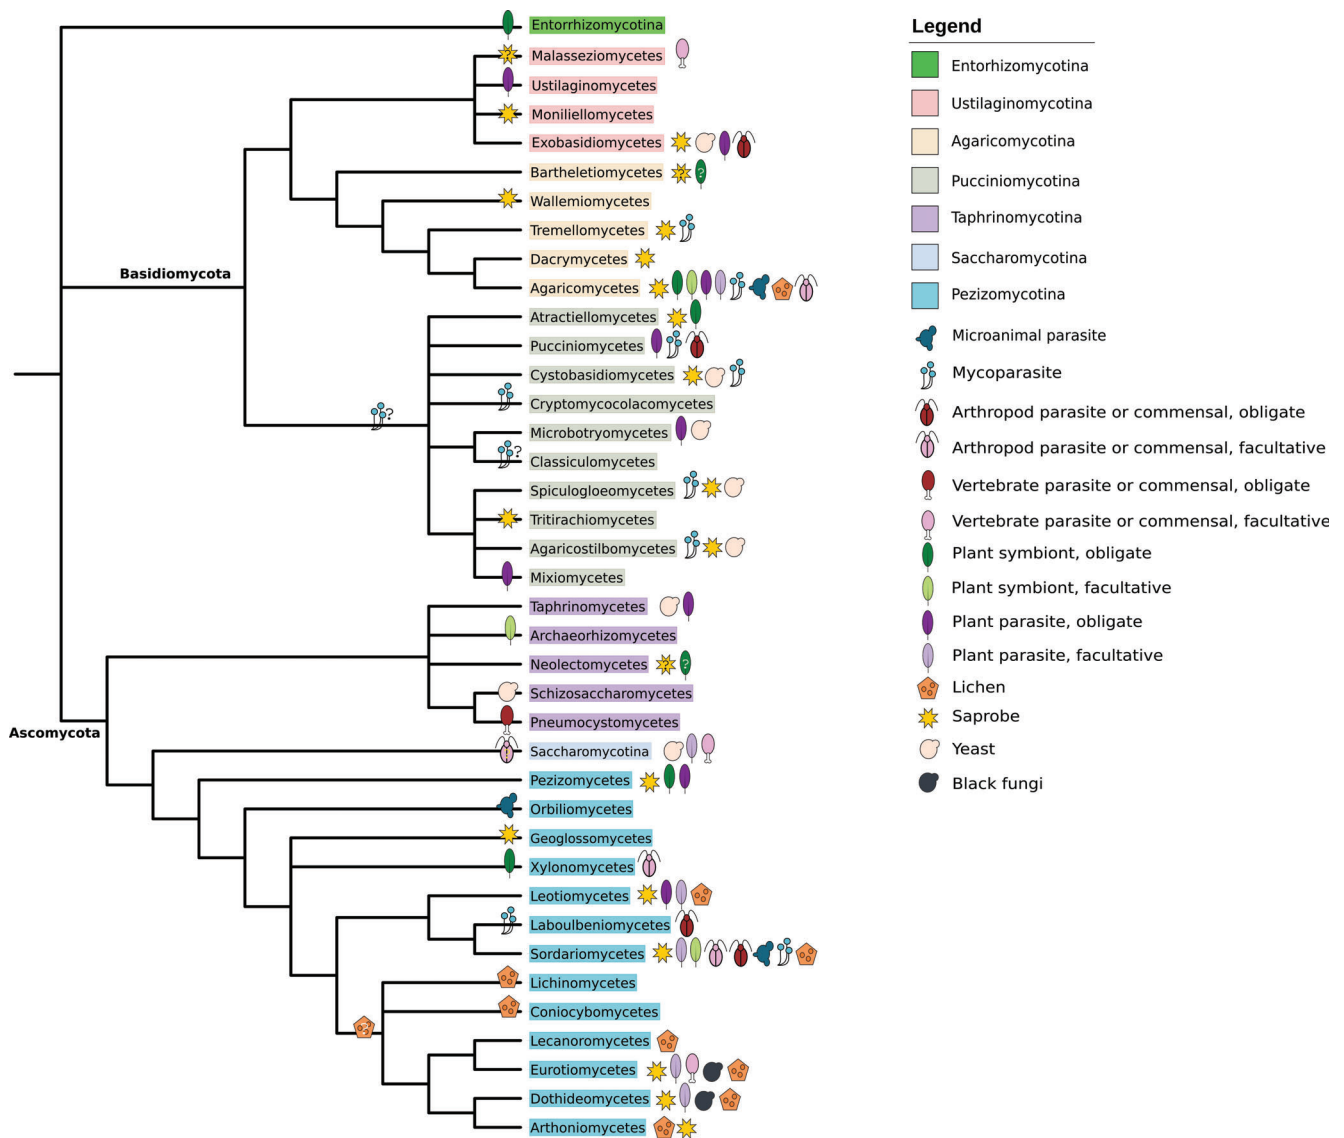 Entorrhizomycotina
Malasseziomycetes
Ustilaginomycetes
Moniliellomycetes
Exobasidiomycetes
Bartheletiomycetes
Wallemiomycetes
Tremellomycetes
Dacrymycetes
Agaricomycetes
Atractiellomycetes
Pucciniomycetes
Cystobasidiomycetes
Cryptomycocolacomycetes
Microbotryomycetes
Classiculomycetes
Spiculogloeomycetes
Tritirachiomycetes
Agaricostilbomycetes
Mixiomycetes
Taphrinomycetes
Archaeorhizomycetes
Neolectomycetes
Schizosaccharomycetes
Pneumocystomycetes
Saccharomycotina
Pezizomycetes
Orbiliomycetes
Geoglossomycetes
Xylonomycetes
Leotiomycetes
Laboulbeniomycetes
Sordariomycetes
Lichinomycetes
Coniocybomycetes
Lecanoromycetes
Eurotiomycetes
Dothideomycetes
Arthoniomycetes
Basidiomycota
Ascomycota
?
?
?
?
?
?
?
?
Legend
Entorhizomycotina
Ustilaginomycotina
Agaricomycotina
Pucciniomycotina
Taphrinomycotina
Saccharomycotina
Pezizomycotina
Microanimal parasite
Mycoparasite
Arthropod parasite or commensal, obligate
Arthropod parasite or commensal, facultative
Vertebrate parasite or commensal, obligate
Vertebrate parasite or commensal, facultative
Plant symbiont, obligate
Plant symbiont, facultative
Plant parasite, obligate
Plant parasite, facultative
Lichen
Saprobe
Yeast
Black fungi